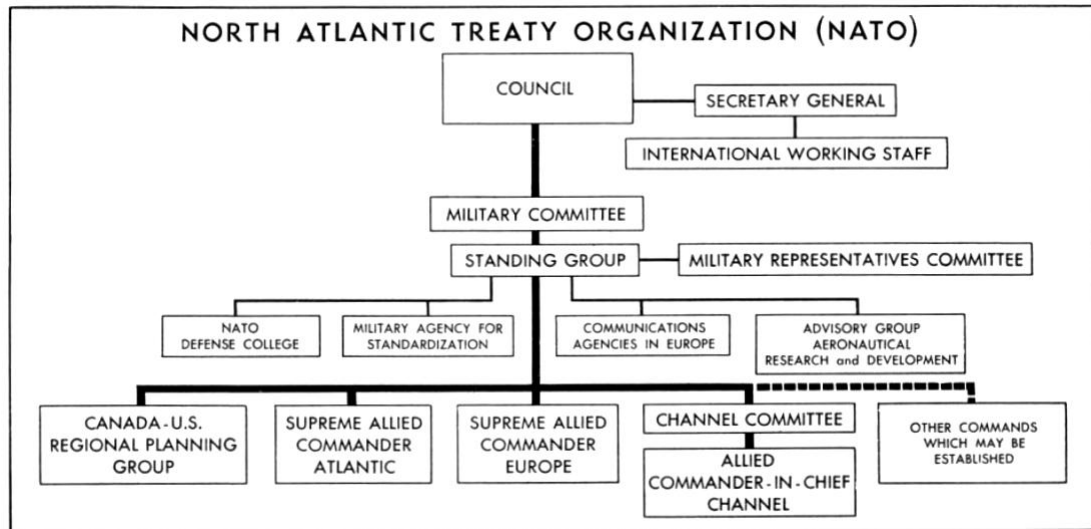 NORTH ATLANTIC TREATY ORGANIZATION (NATO)
COUNCIL
SECRETARY GENERAL
INTERNATIONAL WORKING STAFF
MILITARY COMMITTEE
STANDING GROUP
MILITARY REPRESENTATIVES COMMITTEE
NATO
DEFENSE COLLEGE
MILITARY AGENCY FOR
STANDARDIZATION
COMMUNICATIONS
AGENCIES IN EUROPE
ADVISORY GROUP
AERONAUTICAL
RESEARCH and DEVELOPMENT
CANADA-U.S.
REGIONAL PLANNING
GROUP
SUPREME ALLIED
COMMANDER
ATLANTIC
SUPREME ALLIED
COMMANDER
EUROPE
CHANNEL COMMITTEE
ALLIED
COMMANDER-IN-CHIEF
CHANNEL
OTHER COMMANDS
WHICH MAY BE
ESTABLISHED